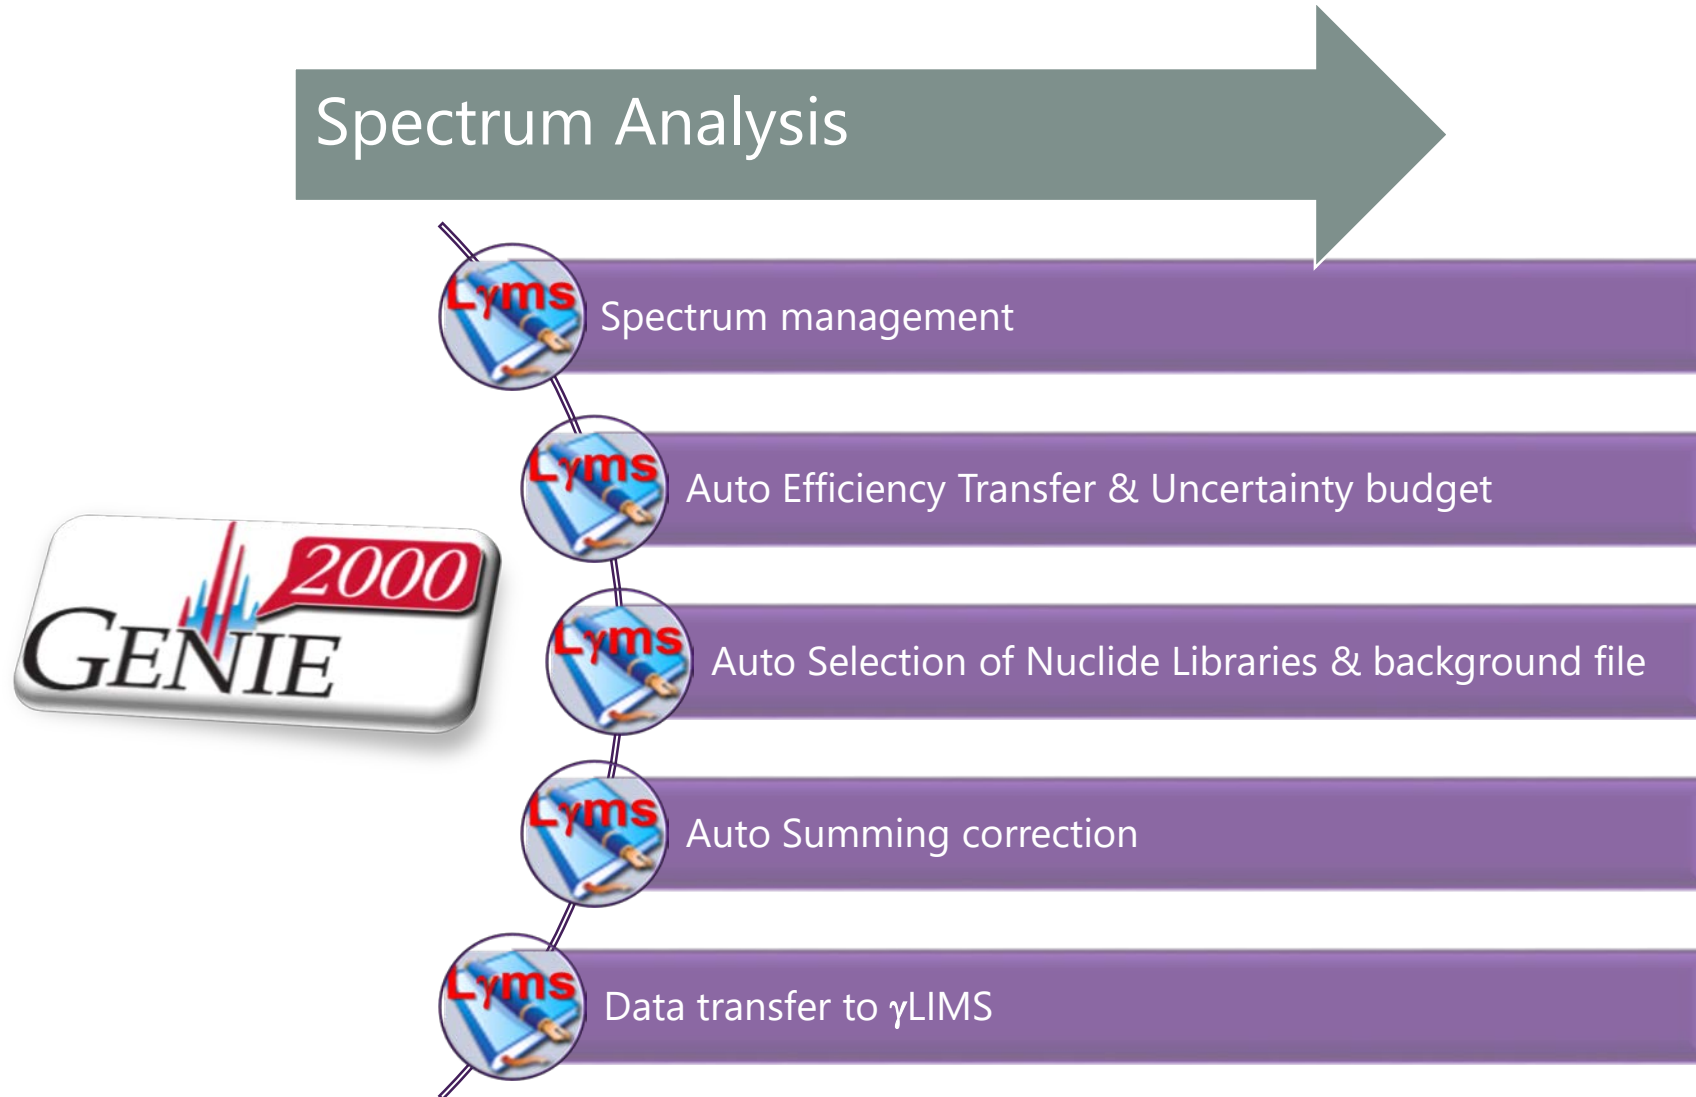 Spectrum Analysis
Lγms
Spectrum management
Lγms
Auto Efficiency Transfer & Uncertainty budget
2000
GENIE
Lγms
Auto Selection of Nuclide Libraries & background file
Lγms
Auto Summing correction
Lγms
Data transfer to γLIMS